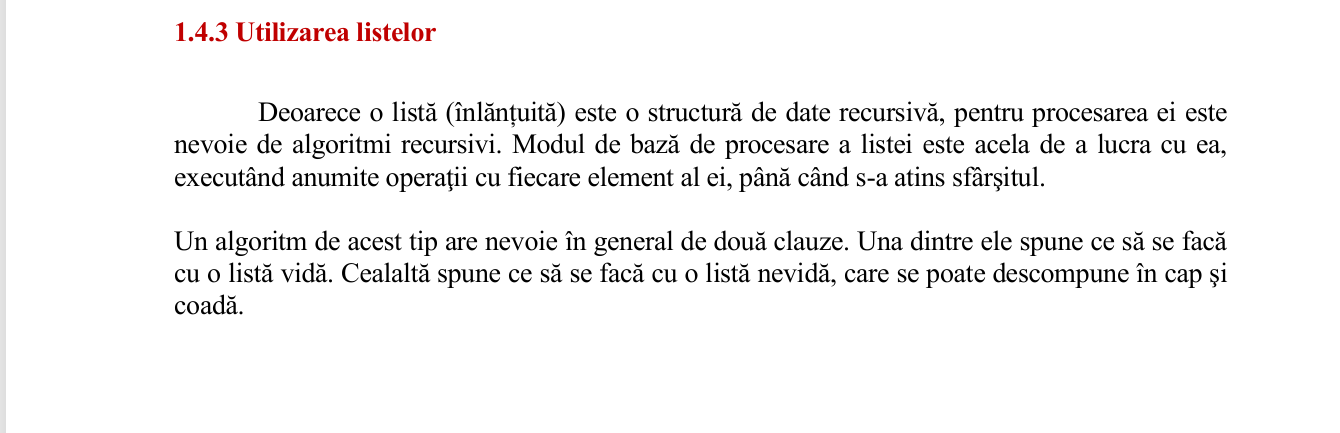 1.4.3 Utilizarea listelor
Deoarece o listă (înlănțuită) este o structură de date recursivă, pentru procesarea ei este
nevoie de algoritmi recursivi. Modul de bază de procesare a listei este acela de a lucra cu ea,
executând anumite operaţii cu fiecare element al ei, până când s-a atins sfârşitul.
Un algoritm de acest tip are nevoie în general de două clauze. Una dintre ele spune ce să se facă
cu o listă vidă. Cealaltă spune ce să se facă cu o listă nevidă, care se poate descompune în cap şi
coadă.